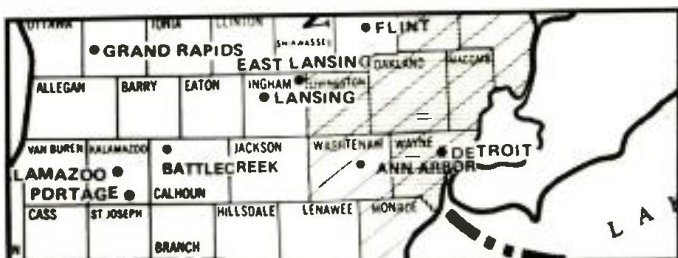 OTTAWA IONIA CLINTON SHIAWASSEE FLINT
GRAND RAPIDS
EAST LANSING OAKLAND MACOMB
ALLEGAN BARRY EATON INGHAM LIVINGSTON
LANSING
VAN BUREN KALAMAZOO JACKSON WASHTENAW WAYNE DETROIT
LAMAZOO BATTLECREEK ANN ARBOR
PORTAGE CALHOUN
CASS ST JOSEPH HILLSDALE LENAWEE MONROE
BRANCH
L A